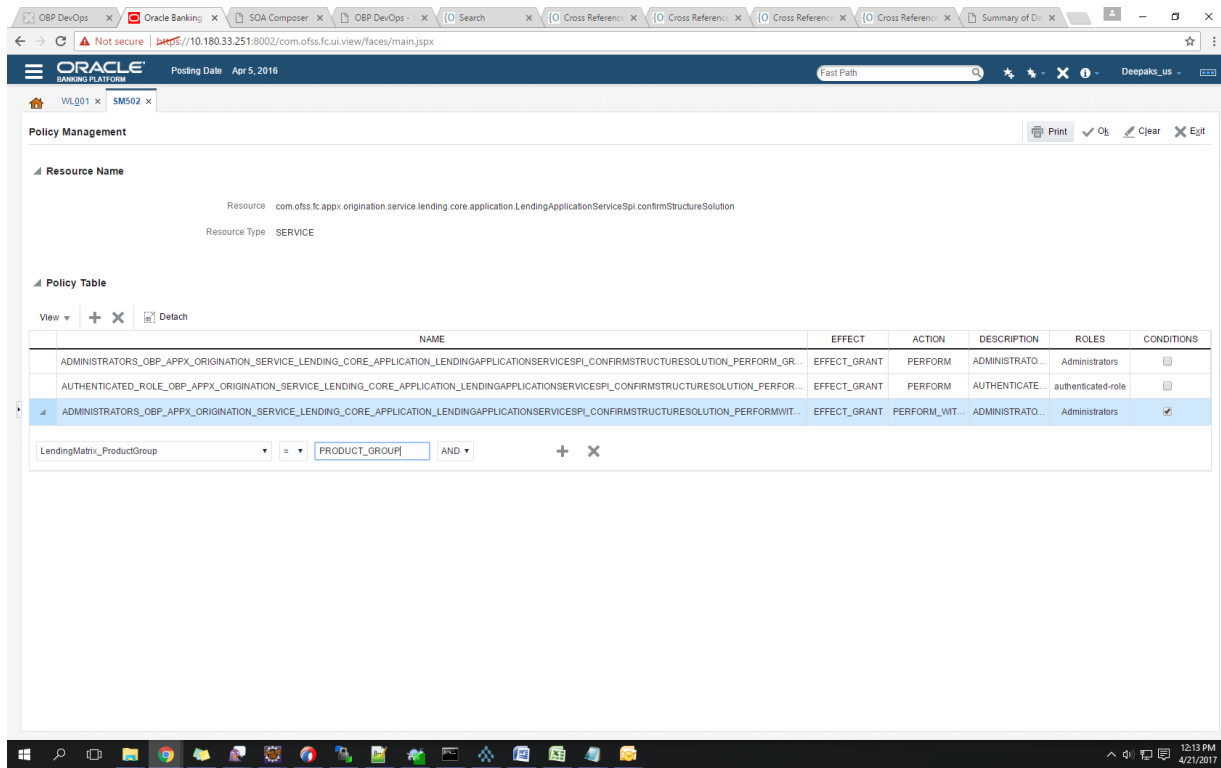 OBP DevOps
Oracle Banking
SOA Composer
OBP DevOps -
Search
Cross Reference
Cross Reference
Cross Reference
Cross Reference
Summary of De
Not secure | https://10.180.33.251:8002/com.ofss.fc.ui.view/faces/main.jspx
ORACLE
BANKING PLATFORM
Posting Date Apr 5, 2016
Fast Path
Deepaks_us
WL001 SM502
Policy Management
Print Ok Clear Exit
Resource Name
Resource com.ofss.fc.appx.origination.service.lending.core.application.LendingApplicationServiceSpi.confirmStructureSolution
Resource Type SERVICE
Policy Table
View Detach
NAME EFFECT ACTION DESCRIPTION ROLES CONDITIONS
ADMINISTRATORS_OBP_APPX_ORIGINATION_SERVICE_LENDING_CORE_APPLICATION_LENDINGAPPLICATIONSERVICESPI_CONFIRMSTRUCTURESOLUTION_PERFORM_GR... EFFECT_GRANT PERFORM ADMINISTRATO... Administrators
AUTHENTICATED_ROLE_OBP_APPX_ORIGINATION_SERVICE_LENDING_CORE_APPLICATION_LENDINGAPPLICATIONSERVICESPI_CONFIRMSTRUCTURESOLUTION_PERFOR... EFFECT_GRANT PERFORM AUTHENTICATE... authenticated-role
ADMINISTRATORS_OBP_APPX_ORIGINATION_SERVICE_LENDING_CORE_APPLICATION_LENDINGAPPLICATIONSERVICESPI_CONFIRMSTRUCTURESOLUTION_PERFORMWIT... EFFECT_GRANT PERFORM_WIT... ADMINISTRATO... Administrators
LendingMatrix_ProductGroup = PRODUCT_GROUP AND
12:13 PM
4/21/2017